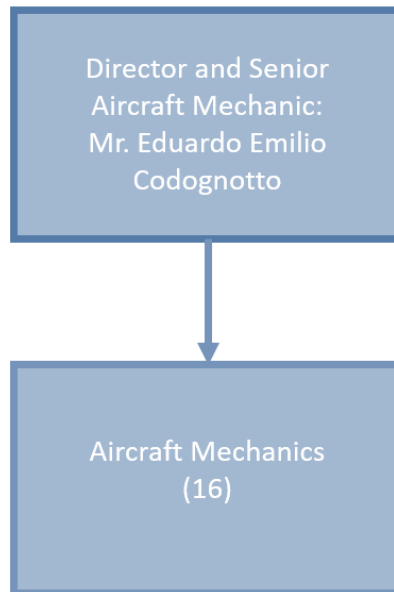 Director and Senior
Aircraft Mechanic:
Mr. Eduardo Emilio
Codognotto
Aircraft Mechanics
(16)